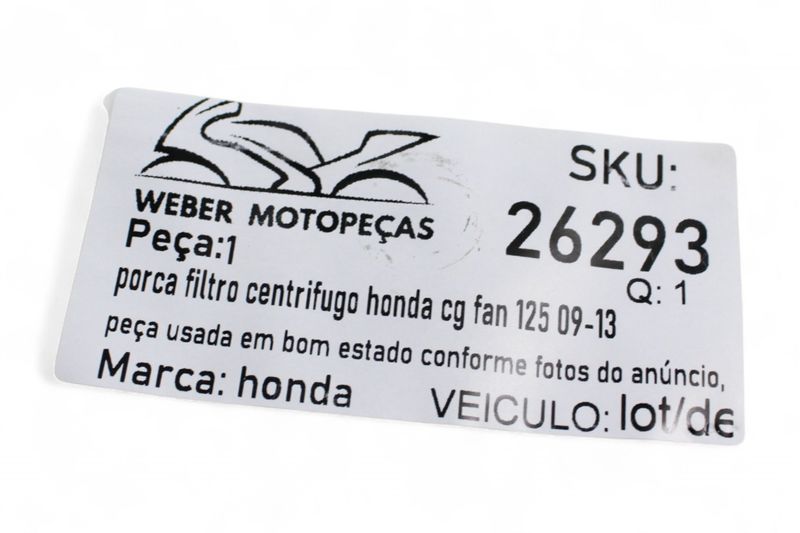 WEBER MOTOPEÇAS
SKU:
26293
Peça:1
Q: 1
porca filtro centrifugo honda cg fan 125 09-13
peça usada em bom estado conforme fotos do anúncio,
Marca: honda
VEICULO: lot/de